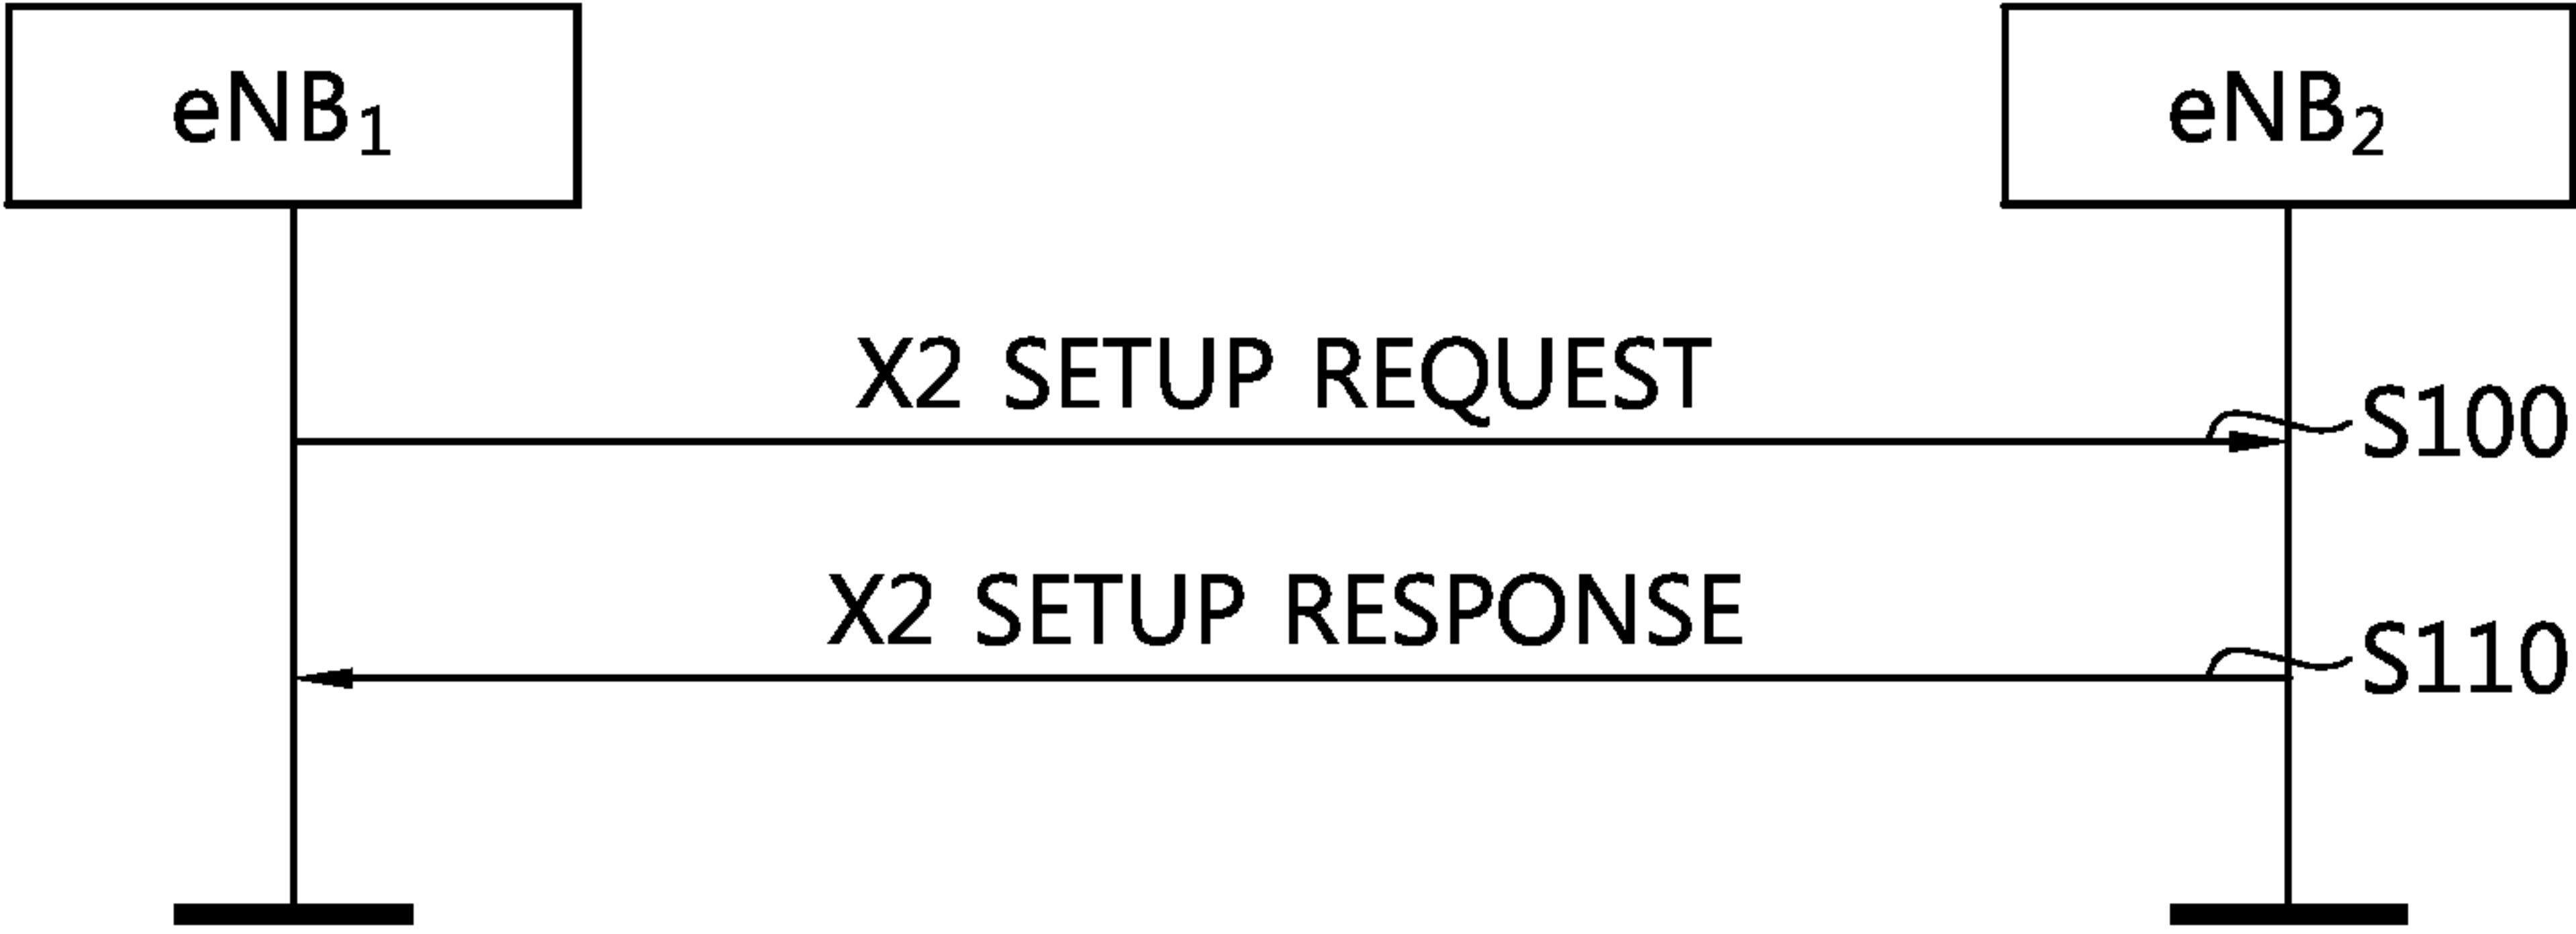 eNB₁
eNB₂
X2 SETUP REQUEST
S100
X2 SETUP RESPONSE
S110